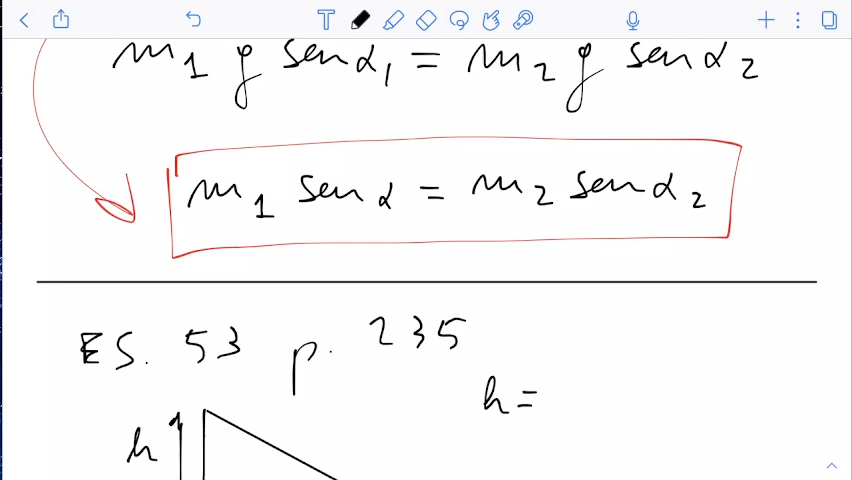 m₁ g sen α₁ = m₂ g sen α₂
m₁ sen α = m₂ sen α₂
ES. 53 p. 235
h =
h